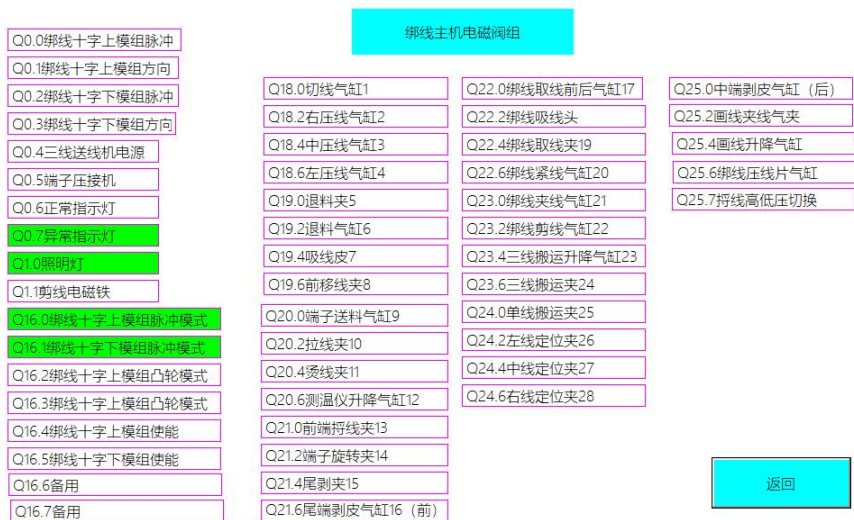 绑线主机电磁阀组
Q0.0绑线十字上模组脉冲
Q0.1绑线十字上模组方向
Q0.2绑线十字下模组脉冲
Q0.3绑线十字下模组方向
Q0.4三线送线机电源
Q0.5端子压接机
Q0.6正常指示灯
Q0.7异常指示灯
Q1.0照明灯
Q1.1剪线电磁铁
Q16.0绑线十字上模组脉冲模式
Q16.1绑线十字下模组脉冲模式
Q16.2绑线十字上模组凸轮模式
Q16.3绑线十字上模组凸轮模式
Q16.4绑线十字上模组使能
Q16.5绑线十字下模组使能
Q16.6备用
Q16.7备用
Q18.0切线气缸1
Q18.2右压线气缸2
Q18.4中压线气缸3
Q18.6左压线气缸4
Q19.0退料夹5
Q19.2退料气缸6
Q19.4吸线皮7
Q19.6前移线夹8
Q20.0端子送料气缸9
Q20.2拉线夹10
Q20.4烫线夹11
Q20.6测温仪升降气缸12
Q21.0前端捋线夹13
Q21.2端子旋转夹14
Q21.4尾剥夹15
Q21.6尾端剥皮气缸16（前）
Q22.0绑线取线前后气缸17
Q22.2绑线吸线头
Q22.4绑线取线夹19
Q22.6绑线紧线气缸20
Q23.0绑线夹线气缸21
Q23.2绑线剪线气缸22
Q23.4三线搬运升降气缸23
Q23.6三线搬运夹24
Q24.0单线搬运夹25
Q24.2左线定位夹26
Q24.4中线定位夹27
Q24.6右线定位夹28
Q25.0中端剥皮气缸（后）
Q25.2画线夹线气夹
Q25.4画线升降气缸
Q25.6绑线压线片气缸
Q25.7捋线高低压切换
返回